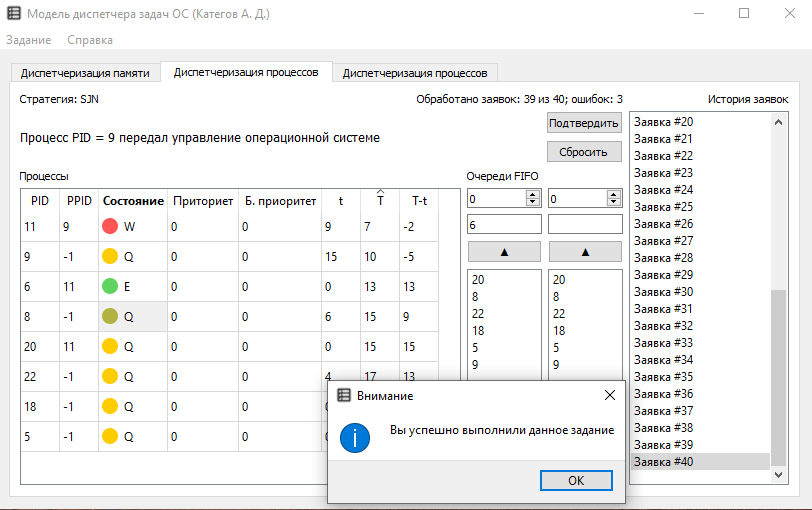 Модель диспетчера задач ОС (Категов А. Д.)
Задание Справка
Диспетчеризация памяти Диспетчеризация процессов Диспетчеризация процессов
Стратегия: SJN Обработано заявок: 39 из 40; ошибок: 3 История заявок
Процесс PID = 9 передал управление операционной системе
Подтвердить
Сбросить
Процессы
PID PPID Состояние Приториет Б. приоритет t T T-t
11 9 W 0 0 9 7 -2
9 -1 Q 0 0 15 10 -5
6 11 E 0 0 0 13 13
8 -1 Q 0 0 6 15 9
20 11 Q 0 0 0 15 15
22 -1 Q 0 0 4 17 13
18 -1 Q 0 0
5 -1 Q 0 0
Очереди FIFO
0 0
6
▲ ▲
20 20
8 8
22 22
18 18
5 5
9 9
Заявка #20
Заявка #21
Заявка #22
Заявка #23
Заявка #24
Заявка #25
Заявка #26
Заявка #27
Заявка #28
Заявка #29
Заявка #30
Заявка #31
Заявка #32
Заявка #33
Заявка #34
Заявка #35
Заявка #36
Заявка #37
Заявка #38
Заявка #39
Заявка #40
Внимание
Вы успешно выполнили данное задание
OK